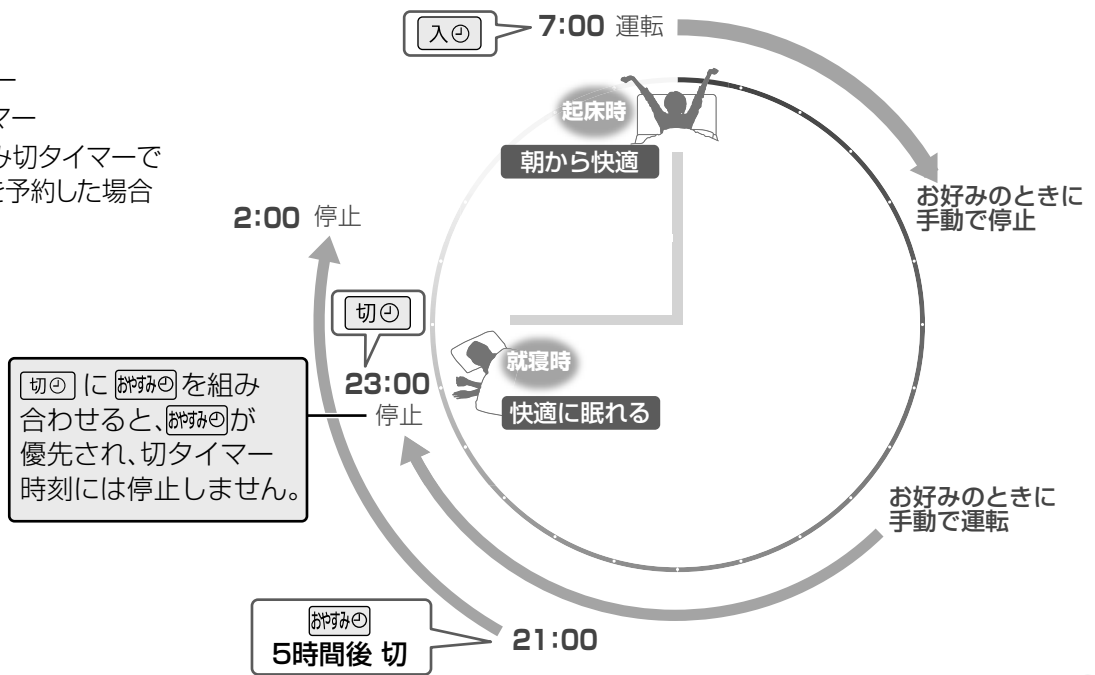 入
7:00 運転
ー
マー
み切タイマーで
を予約した場合
起床時
朝から快適
お好みのときに
手動で停止
2:00 停止
切
就寝時
23:00
停止
快適に眠れる
切 に おやすみ を組み
合わせると、おやすみ が
優先され、切タイマー
時刻には停止しません。
お好みのときに
手動で運転
おやすみ
5時間後 切
21:00